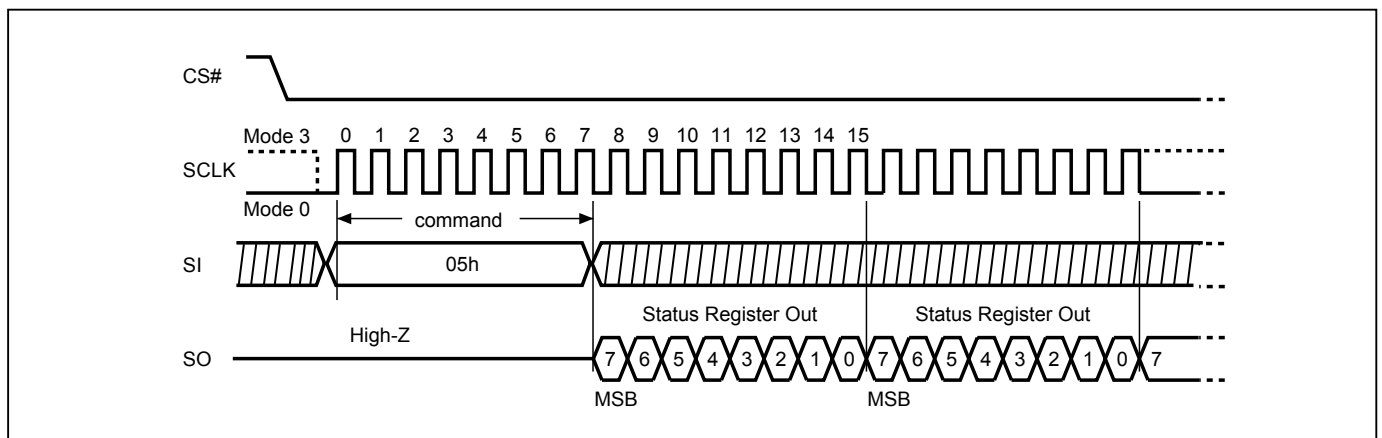 CS#
Mode 3 0 1 2 3 4 5 6 7 8 9 10 11 12 13 14 15
SCLK
Mode 0
command
SI 05h
Status Register Out Status Register Out
High-Z
SO 7 6 5 4 3 2 1 0 7 6 5 4 3 2 1 0 7
MSB MSB